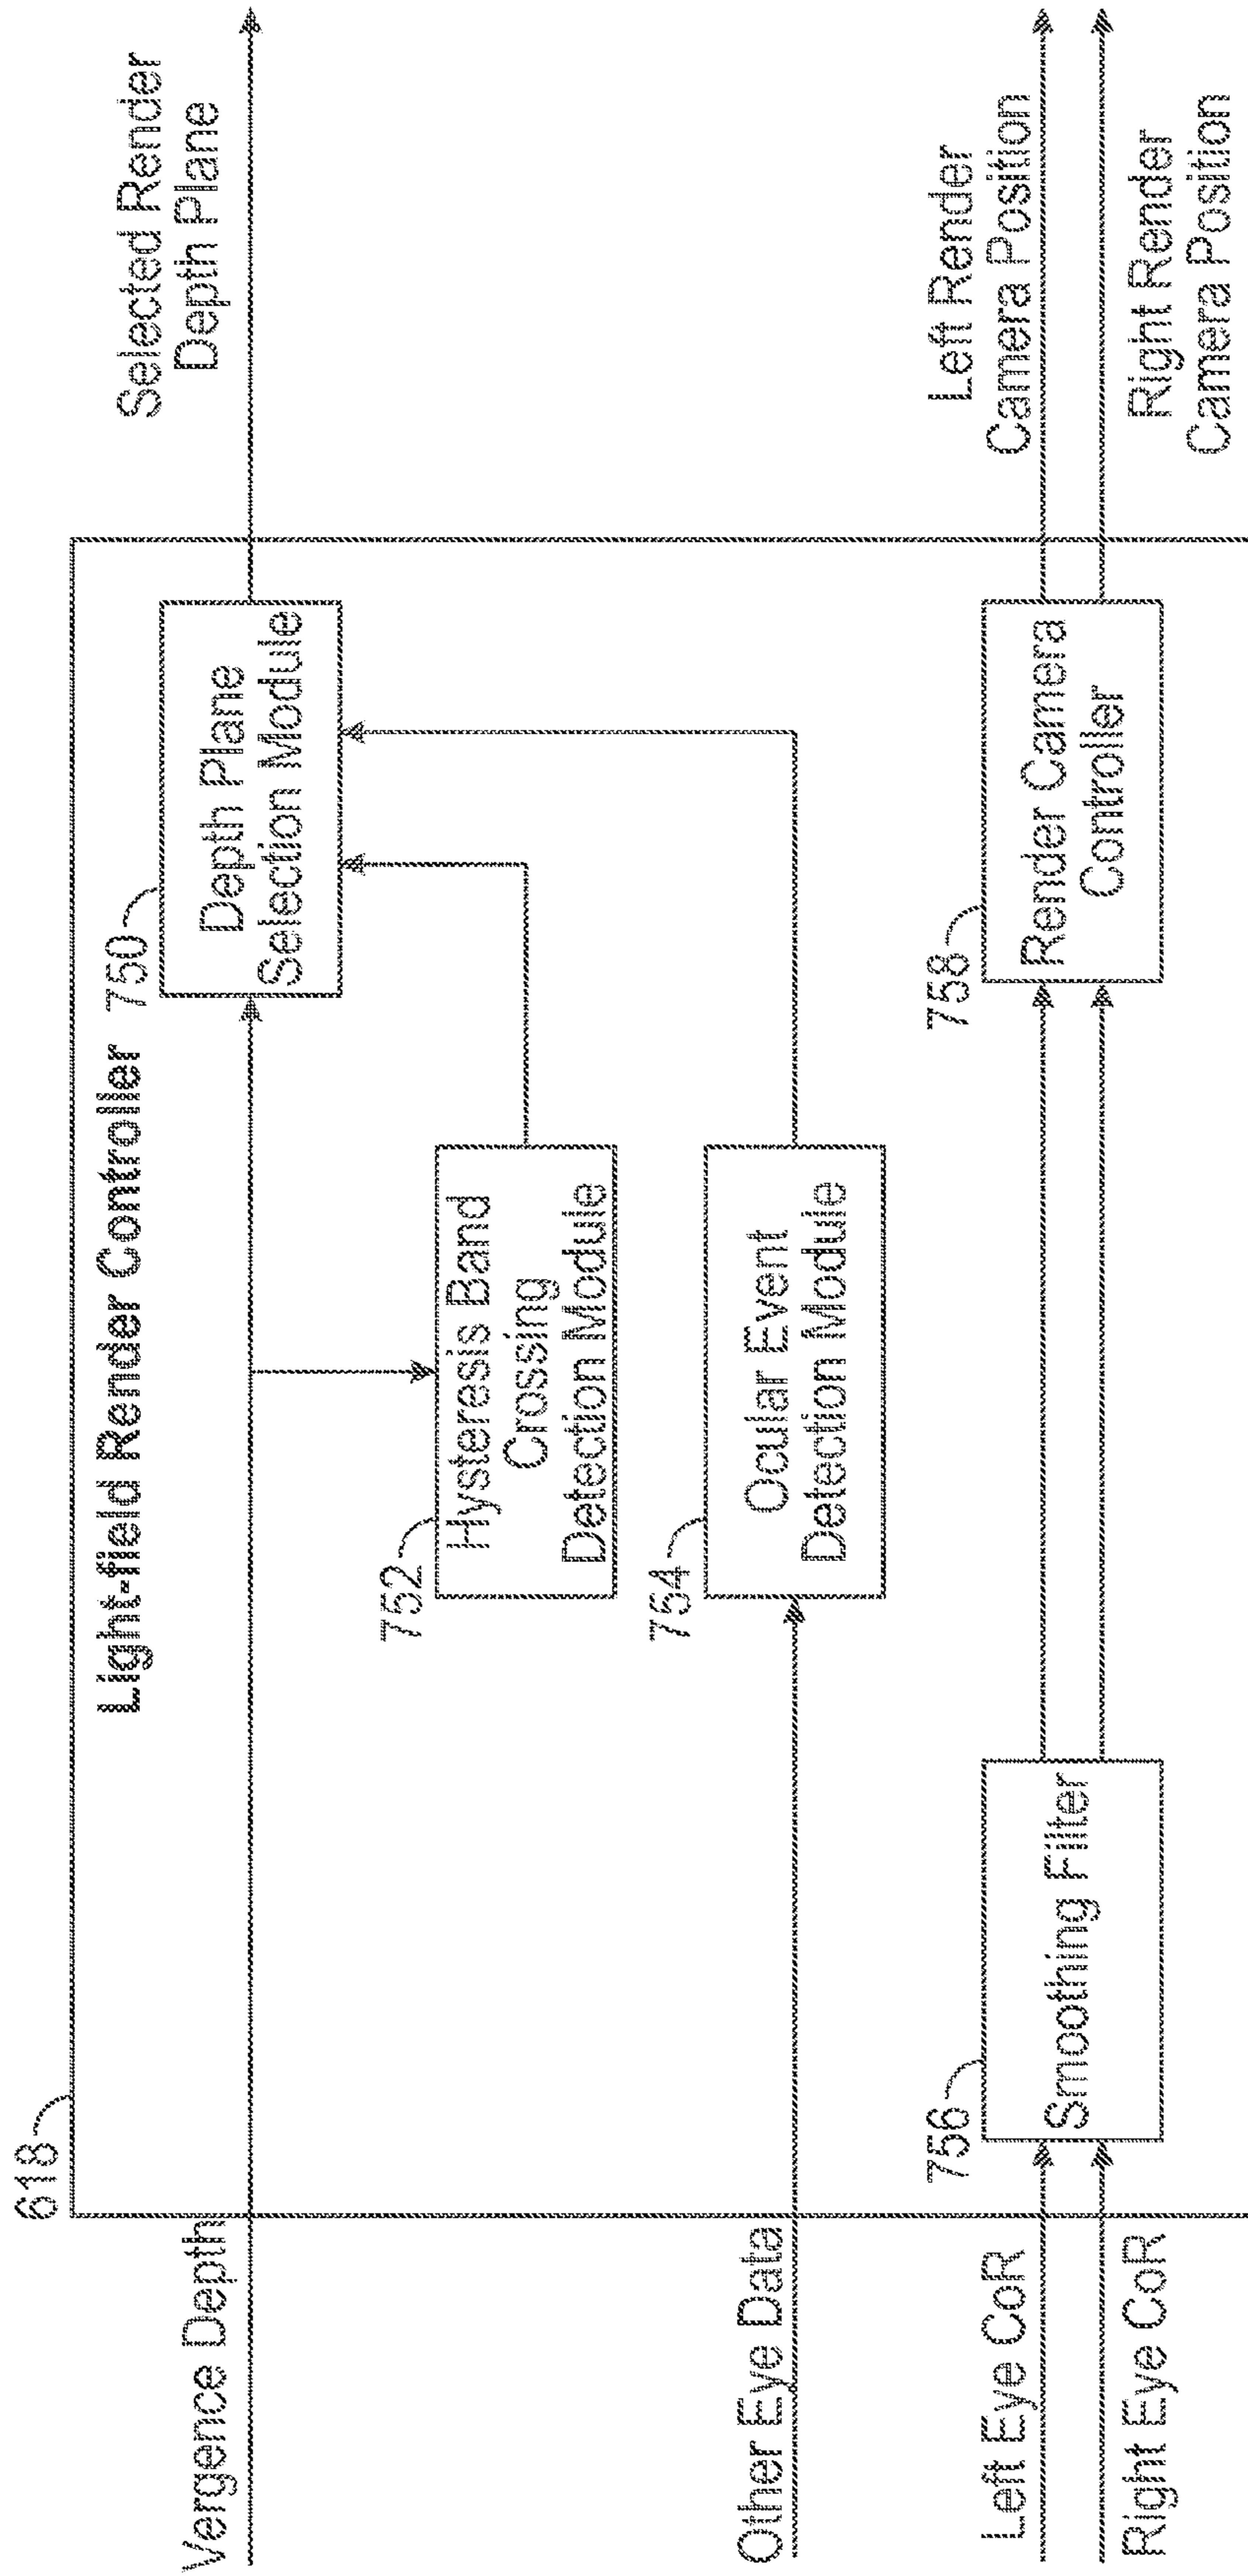 618
Light-field Render Controller
Vergence Depth
750
Depth Plane
Selection Module
Selected Render
Depth Plane
752
Hysteresis Band
Crossing
Detection Module
754
Ocular Event
Detection Module
Other Eye Data
756
Smoothing Filter
Left Eye CoR
Right Eye CoR
758
Render Camera
Controller
Left Render
Camera Position
Right Render
Camera Position